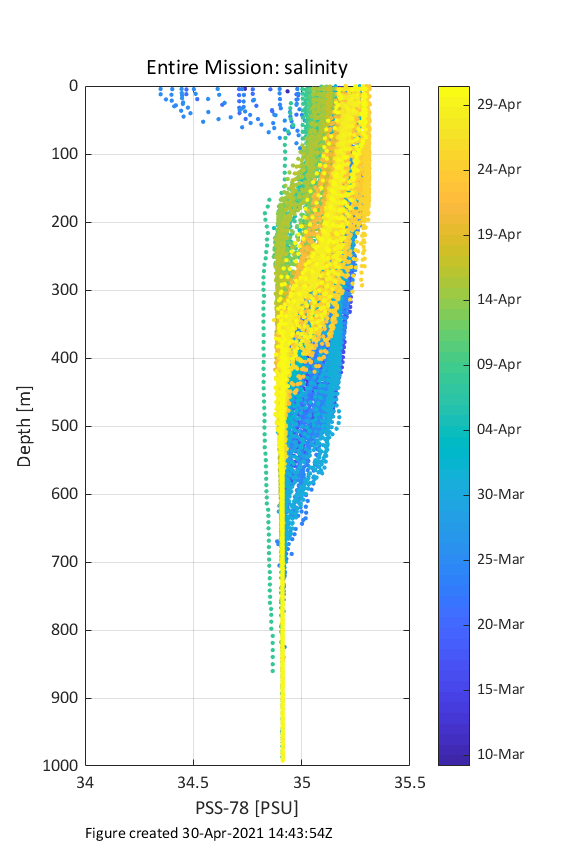 Entire Mission: salinity
0
100
200
300
400
500
600
700
800
900
1000
Depth [m]
34
34.5
35
35.5
PSS-78 [PSU]
29-Apr
24-Apr
19-Apr
14-Apr
09-Apr
04-Apr
30-Mar
25-Mar
20-Mar
15-Mar
10-Mar
Figure created 30-Apr-2021 14:43:54Z